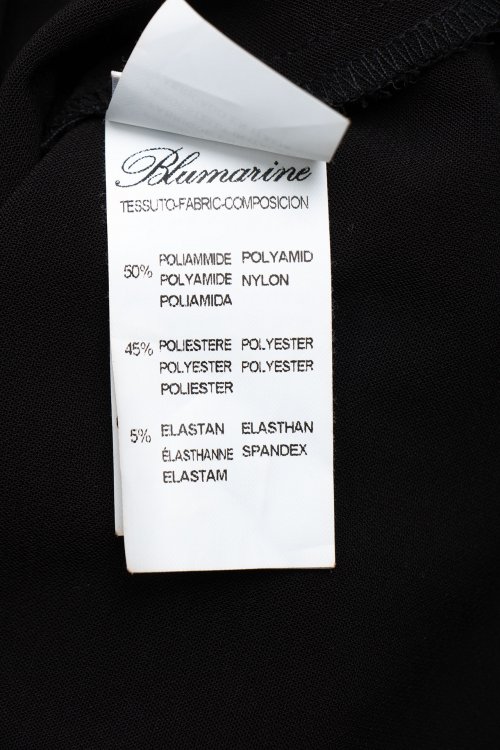 Blumarine
TESSUTO-FABRIC-COMPOSICION
50% POLIAMMIDE POLYAMID
POLYAMIDE NYLON
POLIAMIDA
45% POLIESTERE POLYESTER
POLYESTER POLYESTER
POLIESTER
5% ELASTAN ELASTHAN
ÉLASTHANNE SPANDEX
ELASTAM